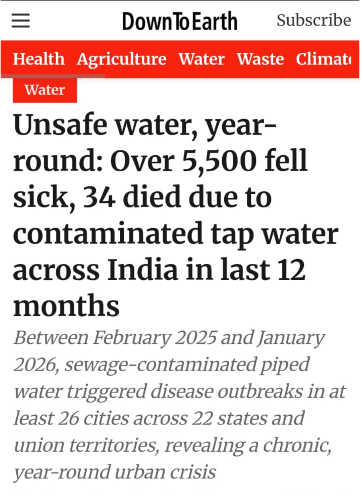 DownToEarth
Subscribe
Health Agriculture Water Waste Climate
Water
Unsafe water, year-
round: Over 5,500 fell
sick, 34 died due to
contaminated tap water
across India in last 12
months
Between February 2025 and January
2026, sewage-contaminated piped
water triggered disease outbreaks in at
least 26 cities across 22 states and
union territories, revealing a chronic,
year-round urban crisis